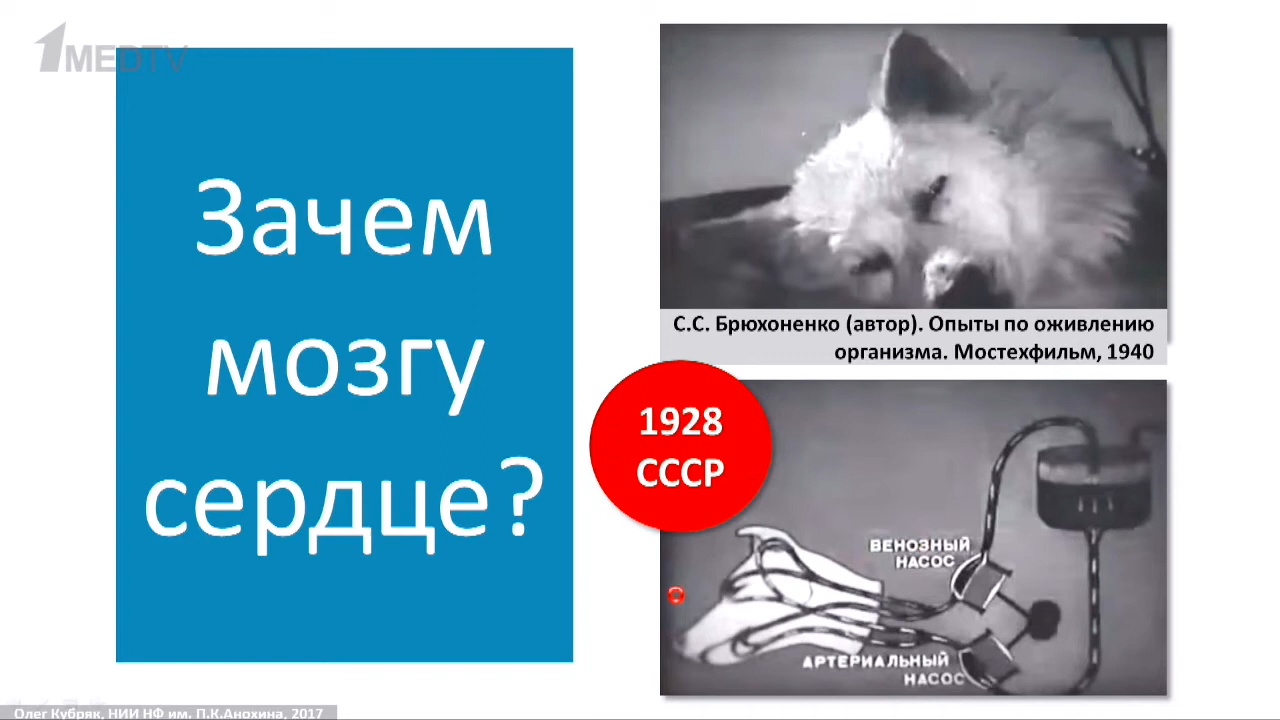 1MEDTV
Зачем
мозгу
сердце?
С.С. Брюхоненко (автор). Опыты по оживлению
организма. Мостехфильм, 1940
1928
СССР
ВЕНОЗНЫЙ
НАСОС
АРТЕРИАЛЬНЫЙ
НАСОС
Олег Кубряк, НИИ НФ им. П.К.Анохина, 2017